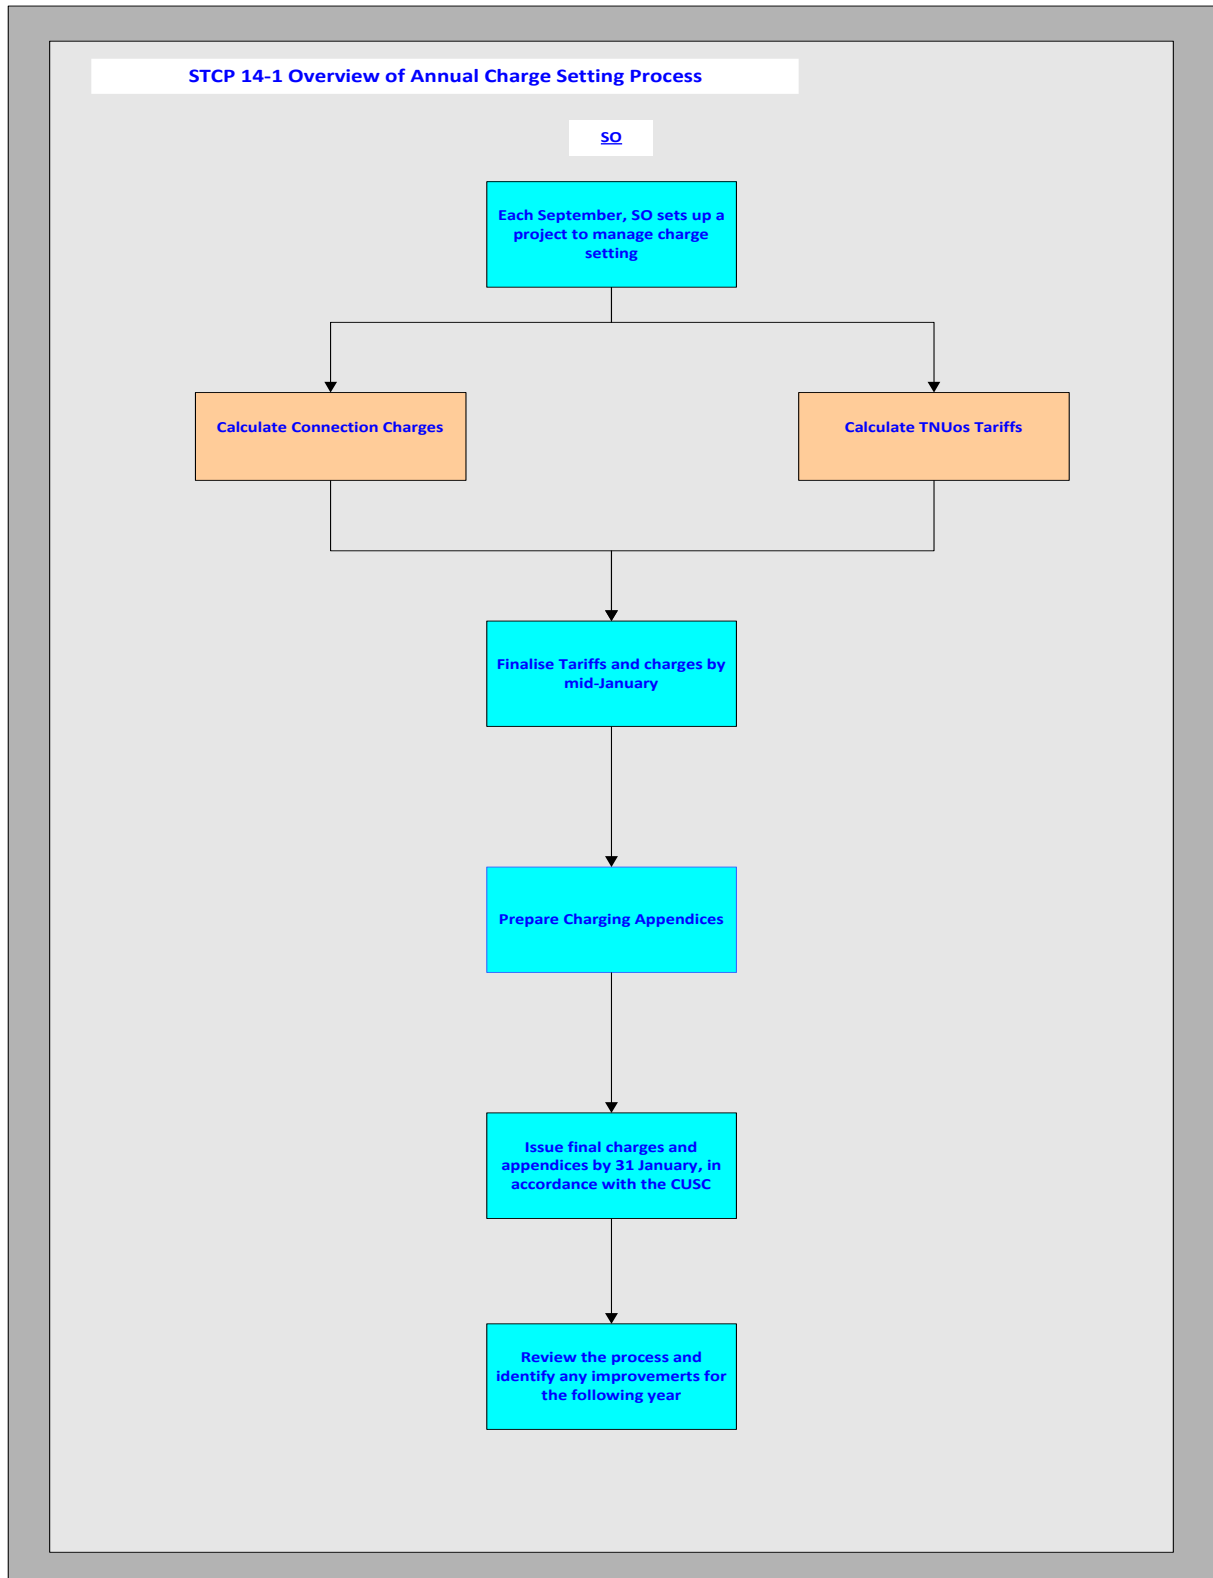 STCP 14-1 Overview of Annual Charge Setting Process
SO
Each September, SO sets up a
project to manage charge
setting
Calculate Connection Charges
Calculate TNUos Tariffs
Finalise Tariffs and charges by
mid-January
Prepare Charging Appendices
Issue final charges and
appendices by 31 January, in
accordance with the CUSC
Review the process and
identify any improvemerts for
the following year